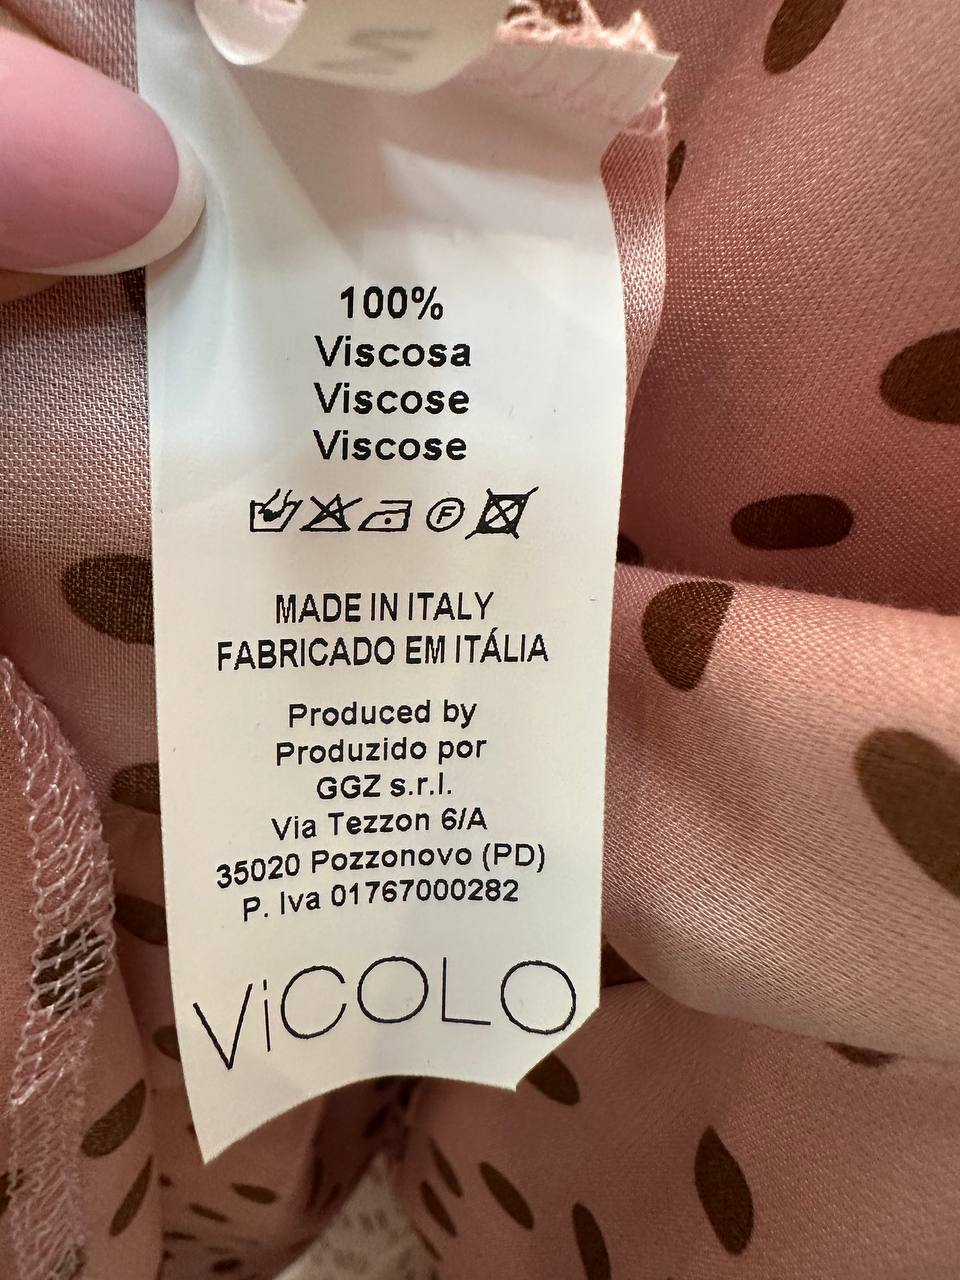 100%
Viscosa
Viscose
Viscose
F
MADE IN ITALY
FABRICADO EM ITÁLIA
Produced by
Produzido por
GGZ s.r.l.
Via Tezzon 6/A
35020 Pozzonovo (PD)
P. Iva 01767000282
ViCOLO